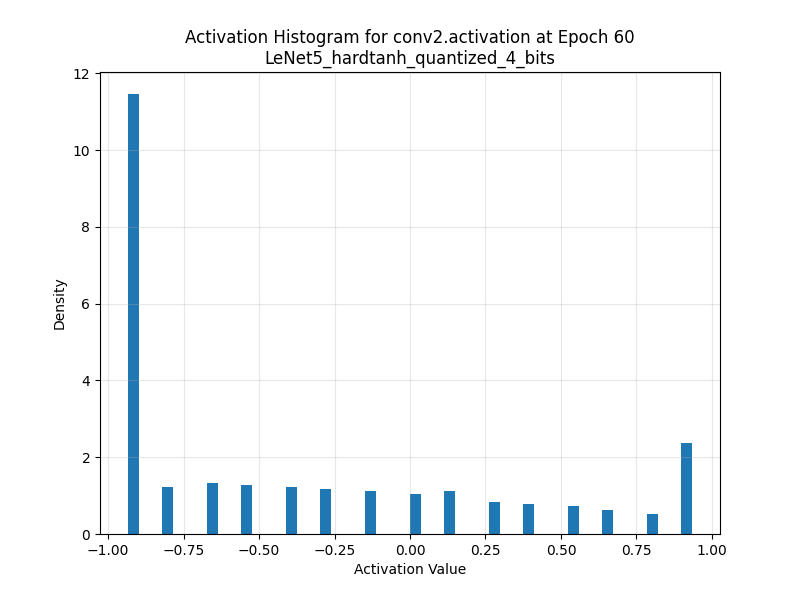 Activation Histogram for conv2.activation at Epoch 60
LeNet5_hardtanh_quantized_4_bits
12
10
8
6
4
2
0
Density
−1.00 −0.75 −0.50 −0.25 0.00 0.25 0.50 0.75 1.00
Activation Value